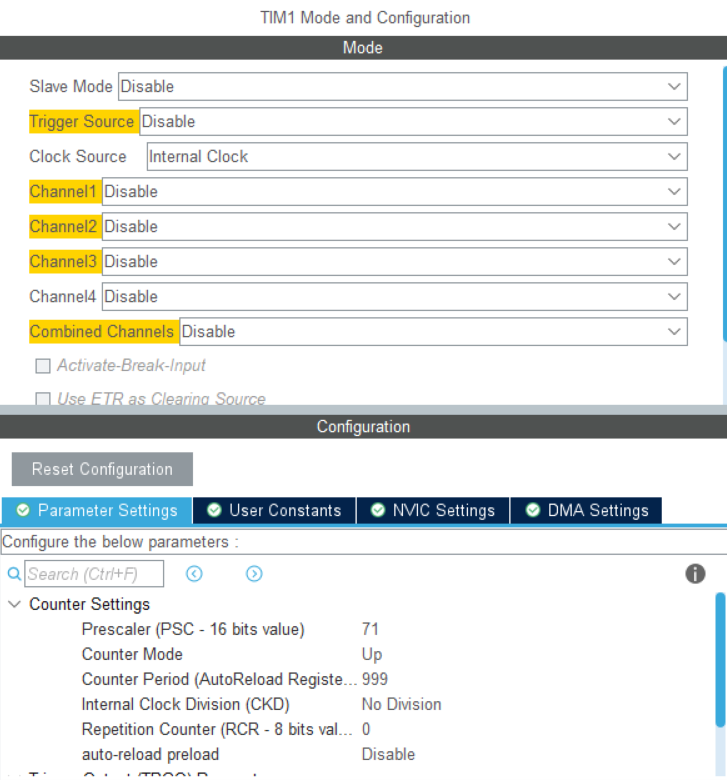 TIM1 Mode and Configuration
Mode
Slave Mode Disable
Trigger Source Disable
Clock Source Internal Clock
Channel1 Disable
Channel2 Disable
Channel3 Disable
Channel4 Disable
Combined Channels Disable
Activate-Break-Input
Use ETR as Clearing Source
Configuration
Reset Configuration
Parameter Settings User Constants NVIC Settings DMA Settings
Configure the below parameters :
Search (Ctrl+F)
Counter Settings
Prescaler (PSC - 16 bits value) 71
Counter Mode Up
Counter Period (AutoReload Registe... 999
Internal Clock Division (CKD) No Division
Repetition Counter (RCR - 8 bits val... 0
auto-reload preload Disable